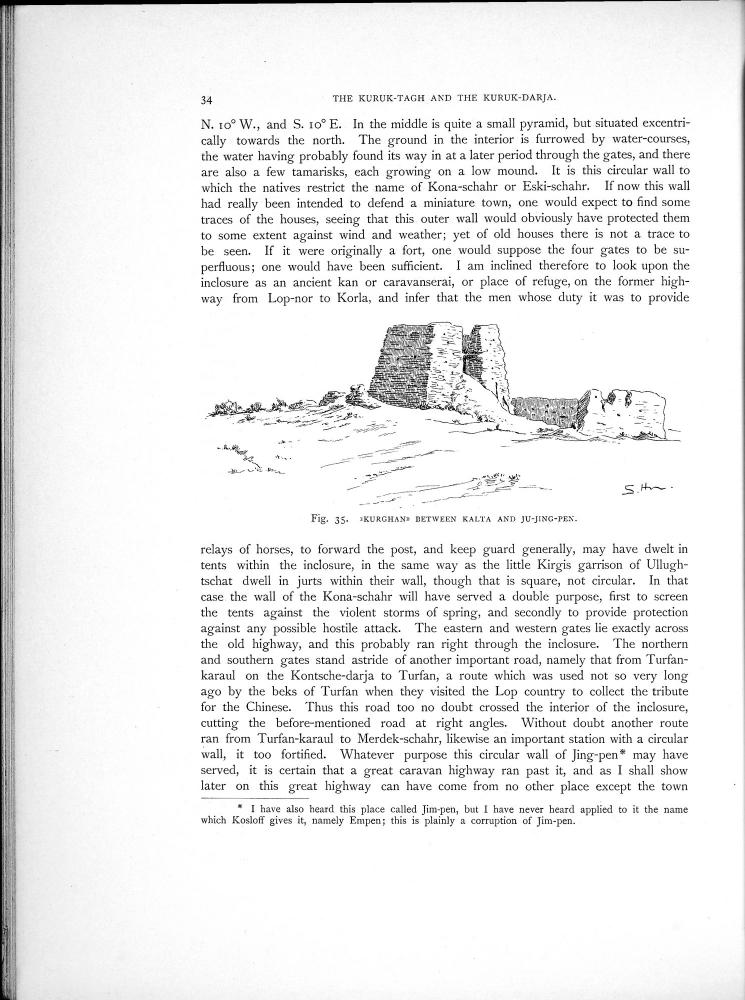 34
THE KURUK-TAGH AND THE KURUK-DARJA.
N. 10° W., and S. 10° E. In the middle is quite a small pyramid, but situated excentri-
cally towards the north. The ground in the interior is furrowed by water-courses,
the water having probably found its way in at a later period through the gates, and there
are also a few tamarisks, each growing on a low mound. It is this circular wall to
which the natives restrict the name of Kona-schahr or Eski-schahr. If now this wall
had really been intended to defend a miniature town, one would expect to find some
traces of the houses, seeing that this outer wall would obviously have protected them
to some extent against wind and weather; yet of old houses there is not a trace to
be seen. If it were originally a fort, one would suppose the four gates to be su-
perfluous; one would have been sufficient. I am inclined therefore to look upon the
inclosure as an ancient kan or caravanserai, or place of refuge, on the former high-
way from Lop-nor to Korla, and infer that the men whose duty it was to provide
S. Hn.
Fig. 35. »KURGHAN» BETWEEN KALTA AND JU-JING-PEN.
relays of horses, to forward the post, and keep guard generally, may have dwelt in
tents within the inclosure, in the same way as the little Kirgis garrison of Ullugh-
tschat dwell in jurts within their wall, though that is square, not circular. In that
case the wall of the Kona-schahr will have served a double purpose, first to screen
the tents against the violent storms of spring, and secondly to provide protection
against any possible hostile attack. The eastern and western gates lie exactly across
the old highway, and this probably ran right through the inclosure. The northern
and southern gates stand astride of another important road, namely that from Turfan-
karaul on the Kontsche-darja to Turfan, a route which was used not so very long
ago by the beks of Turfan when they visited the Lop country to collect the tribute
for the Chinese. Thus this road too no doubt crossed the interior of the inclosure,
cutting the before-mentioned road at right angles. Without doubt another route
ran from Turfan-karaul to Merdek-schahr, likewise an important station with a circular
wall, it too fortified. Whatever purpose this circular wall of Jing-pen* may have
served, it is certain that a great caravan highway ran past it, and as I shall show
later on this great highway can have come from no other place except the town
* I have also heard this place called Jim-pen, but I have never heard applied to it the name
which Kosloff gives it, namely Empen; this is plainly a corruption of Jim-pen.